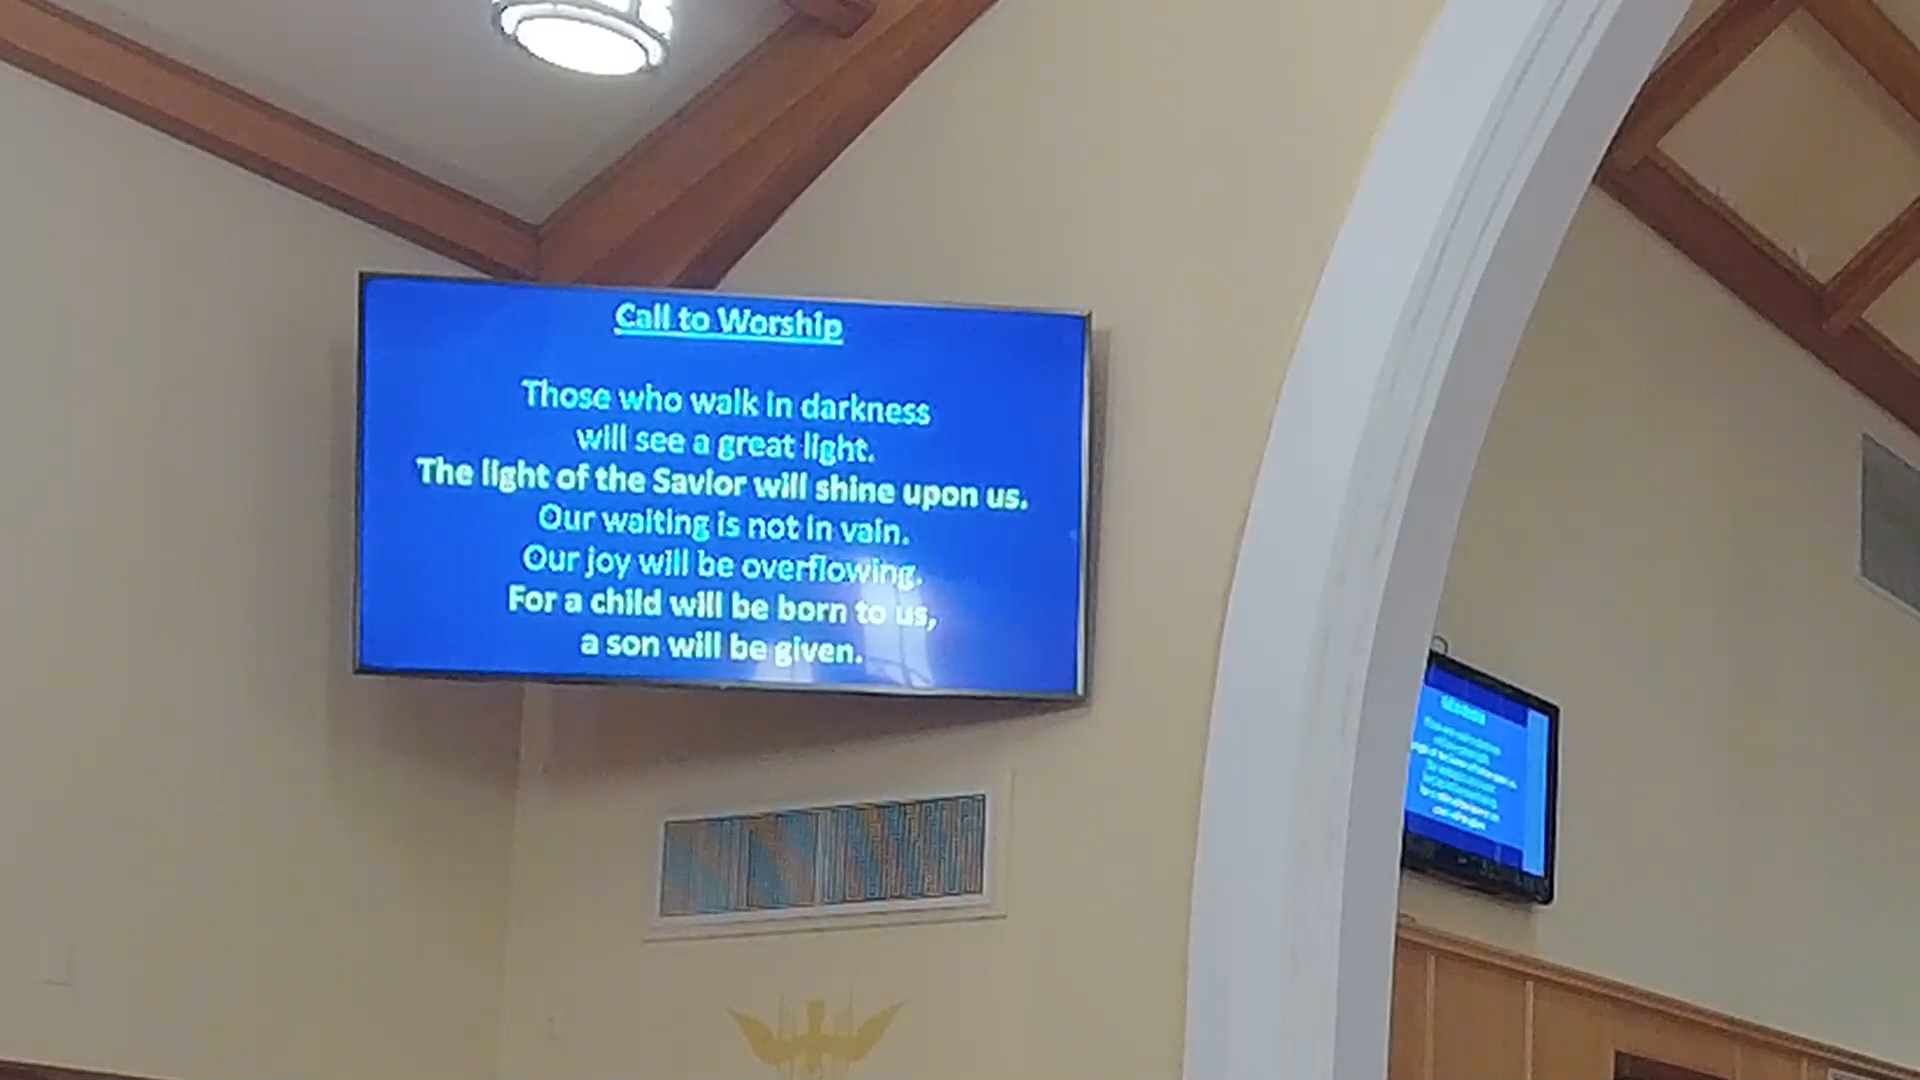 Call to Worship
Those who walk in darkness
will see a great light.
The light of the Savior will shine upon us.
Our waiting is not in vain.
Our joy will be overflowing.
For a child will be born to us,
a son will be given.